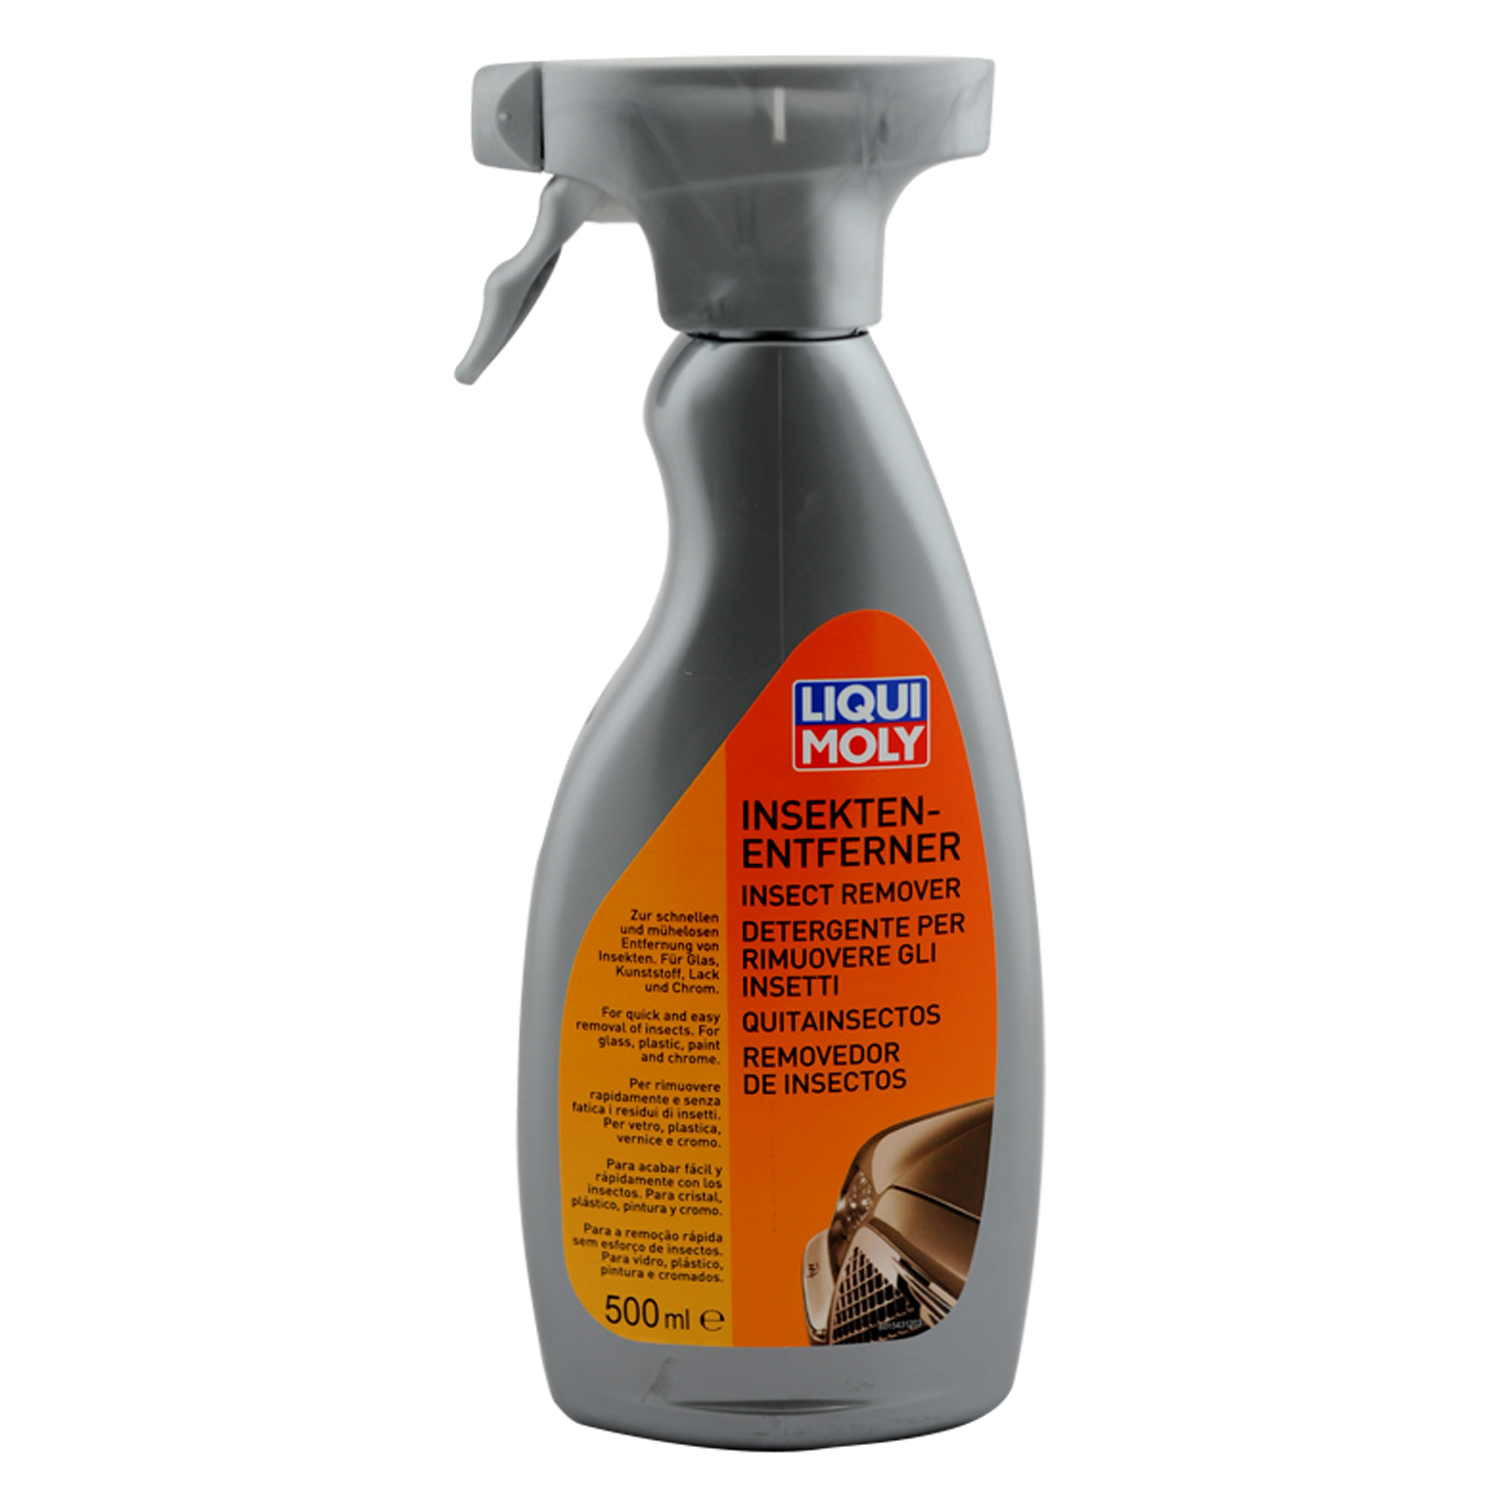 LIQUI
MOLY
INSEKTEN-
ENTFERNER
INSECT REMOVER
DETERGENTE PER
RIMUOVERE GLI
INSETTI
QUITAINSECTOS
REMOVEDOR
DE INSECTOS
Zur schnellen
und mühelosen
Entfernung von
Insekten. Für Glas,
Kunststoff, Lack
und Chrom.
For quick and easy
removal of insects. For
glass, plastic, paint
and chrome.
Per rimuovere
rapidamente e senza
fatica i residui di insetti.
Per vetro, plastica,
vernice e cromo.
Para acabar fácil y
rápidamente con los
insectos. Para cristal,
plástico, pintura y cromo.
Para a remoção rápida
sem esforço de insectos.
Para vidro, plástico,
pintura e cromados.
500 ml e